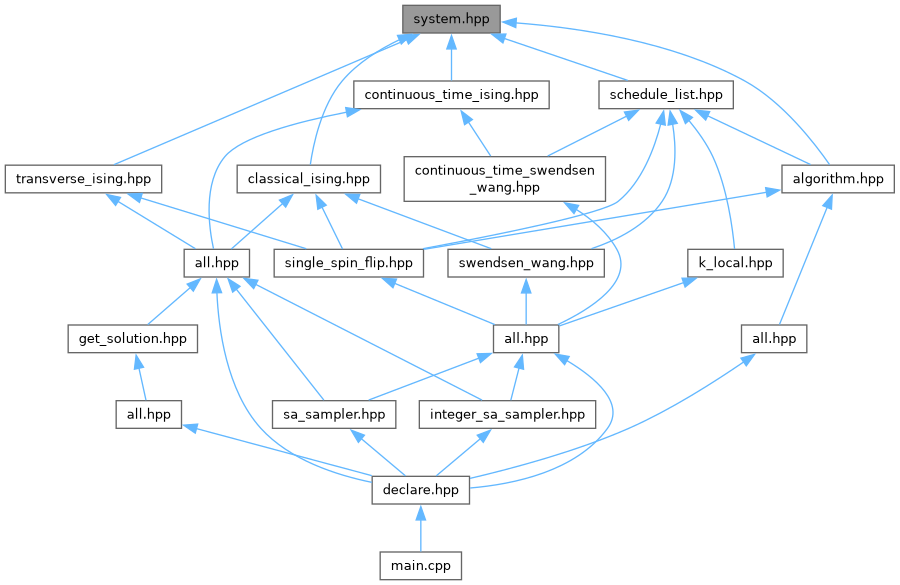 system.hpp
continuous_time_ising.hpp
schedule_list.hpp
transverse_ising.hpp
classical_ising.hpp
continuous_time_swendsen
_wang.hpp
algorithm.hpp
all.hpp
single_spin_flip.hpp
swendsen_wang.hpp
k_local.hpp
get_solution.hpp
all.hpp
all.hpp
all.hpp
sa_sampler.hpp
integer_sa_sampler.hpp
declare.hpp
main.cpp